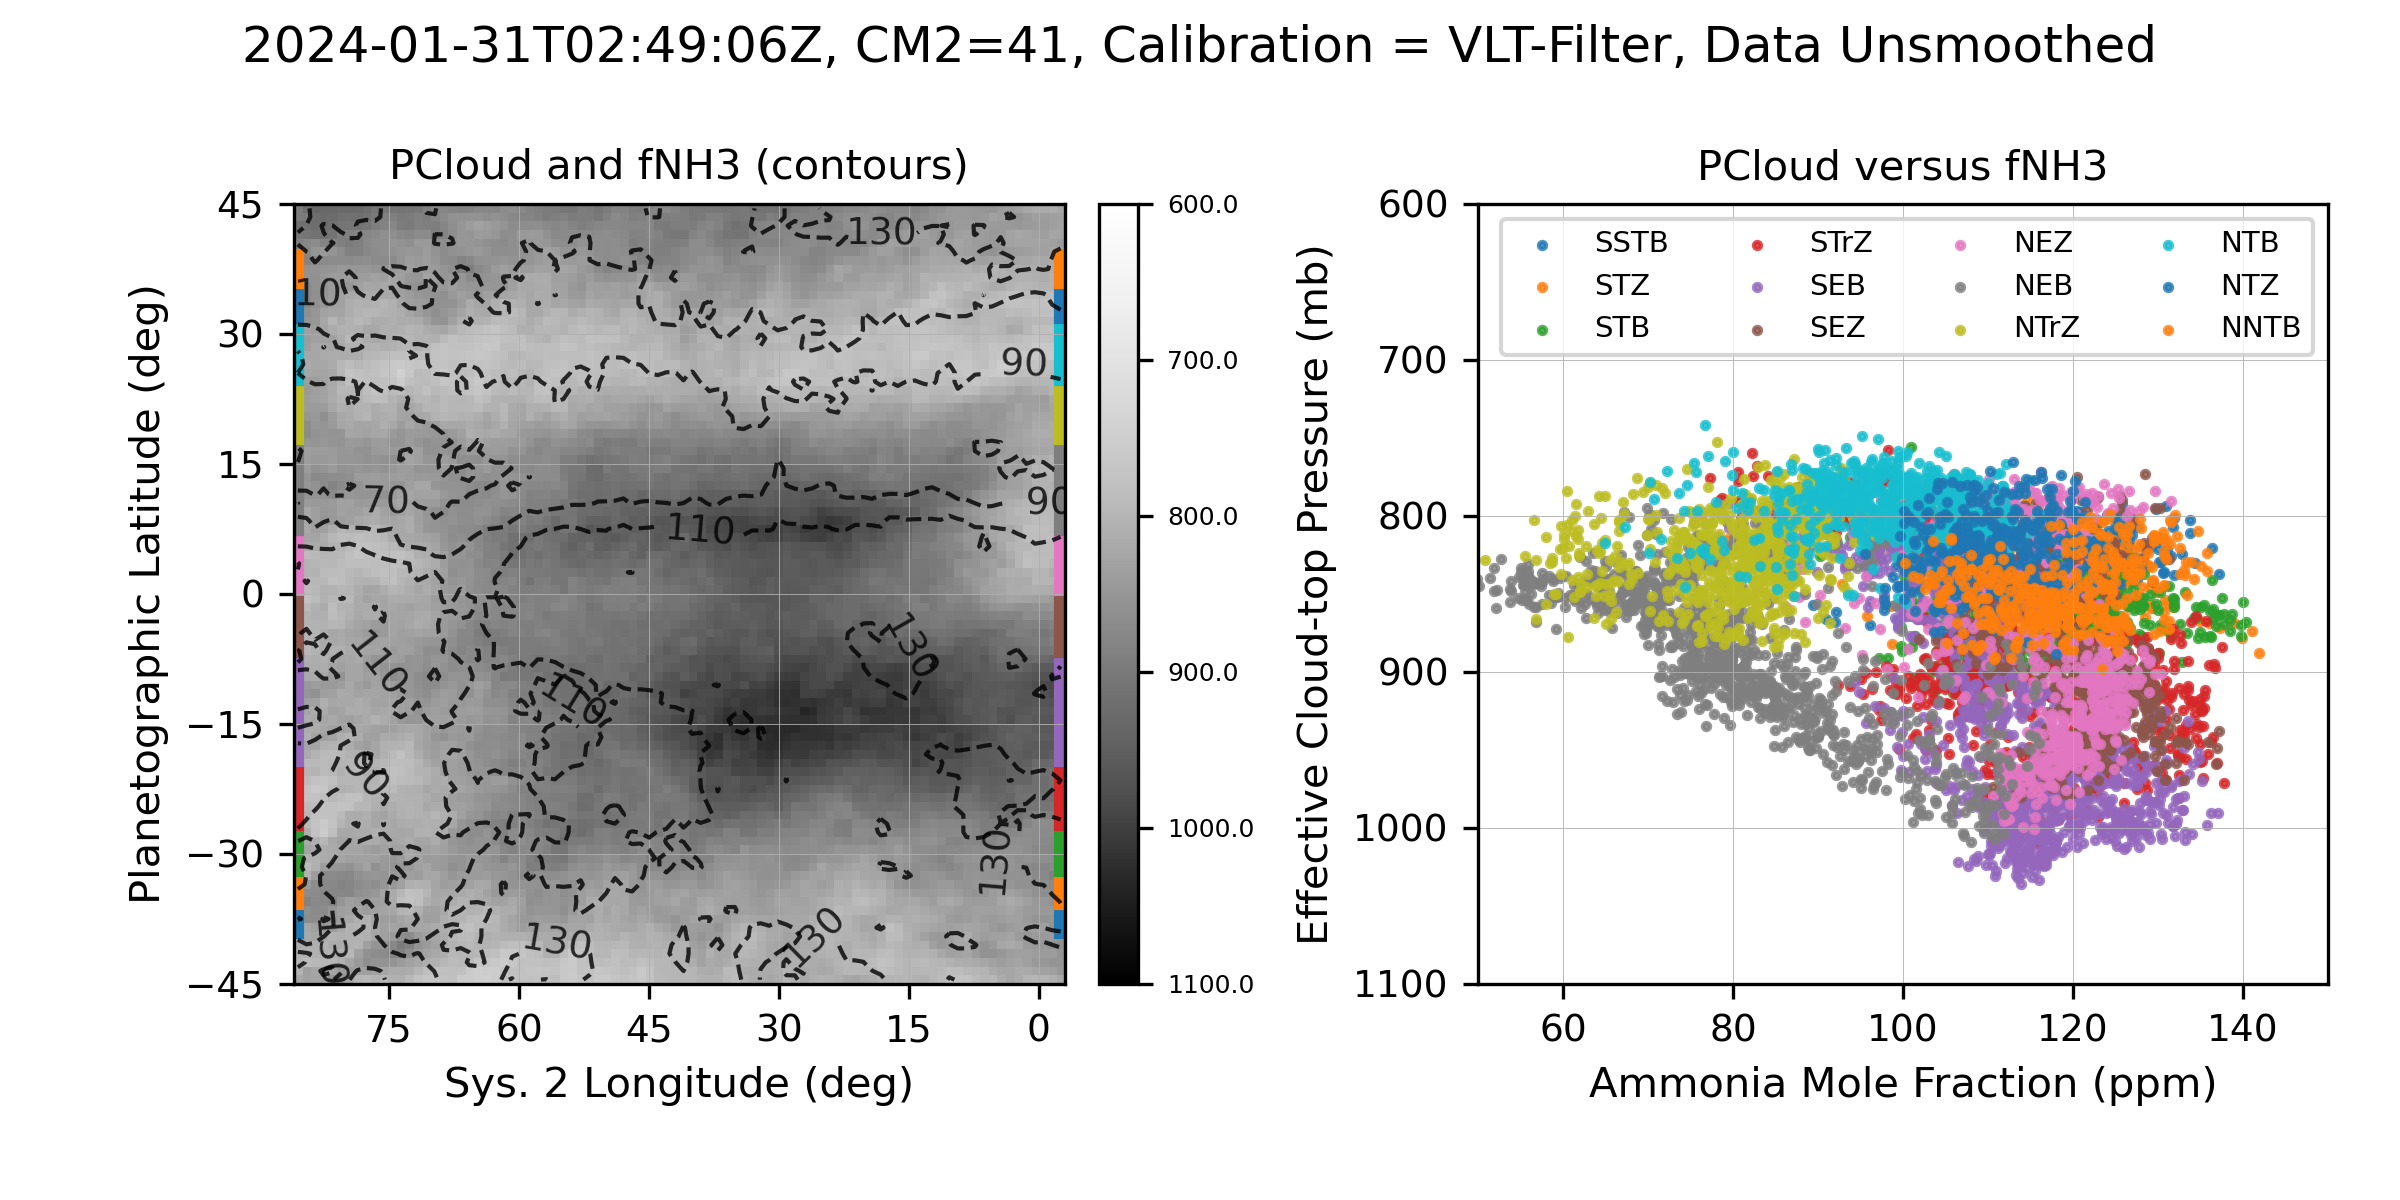 2024-01-31T02:49:06Z, CM2=41, Calibration = VLT-Filter, Data Unsmoothed
PCloud and fNH3 (contours)
45
30
15
0
−15
−30
−45
Planetographic Latitude (deg)
130
10
90
70
90
110
110
130
110
90
130
130
130
130
75
60
45
30
15
0
Sys. 2 Longitude (deg)
600.0
700.0
800.0
900.0
1000.0
1100.0
PCloud versus fNH3
600
700
800
900
1000
1100
Effective Cloud-top Pressure (mb)
SSTB
STZ
STB
STrZ
SEB
SEZ
NEZ
NEB
NTrZ
NTB
NTZ
NNTB
60
80
100
120
140
Ammonia Mole Fraction (ppm)